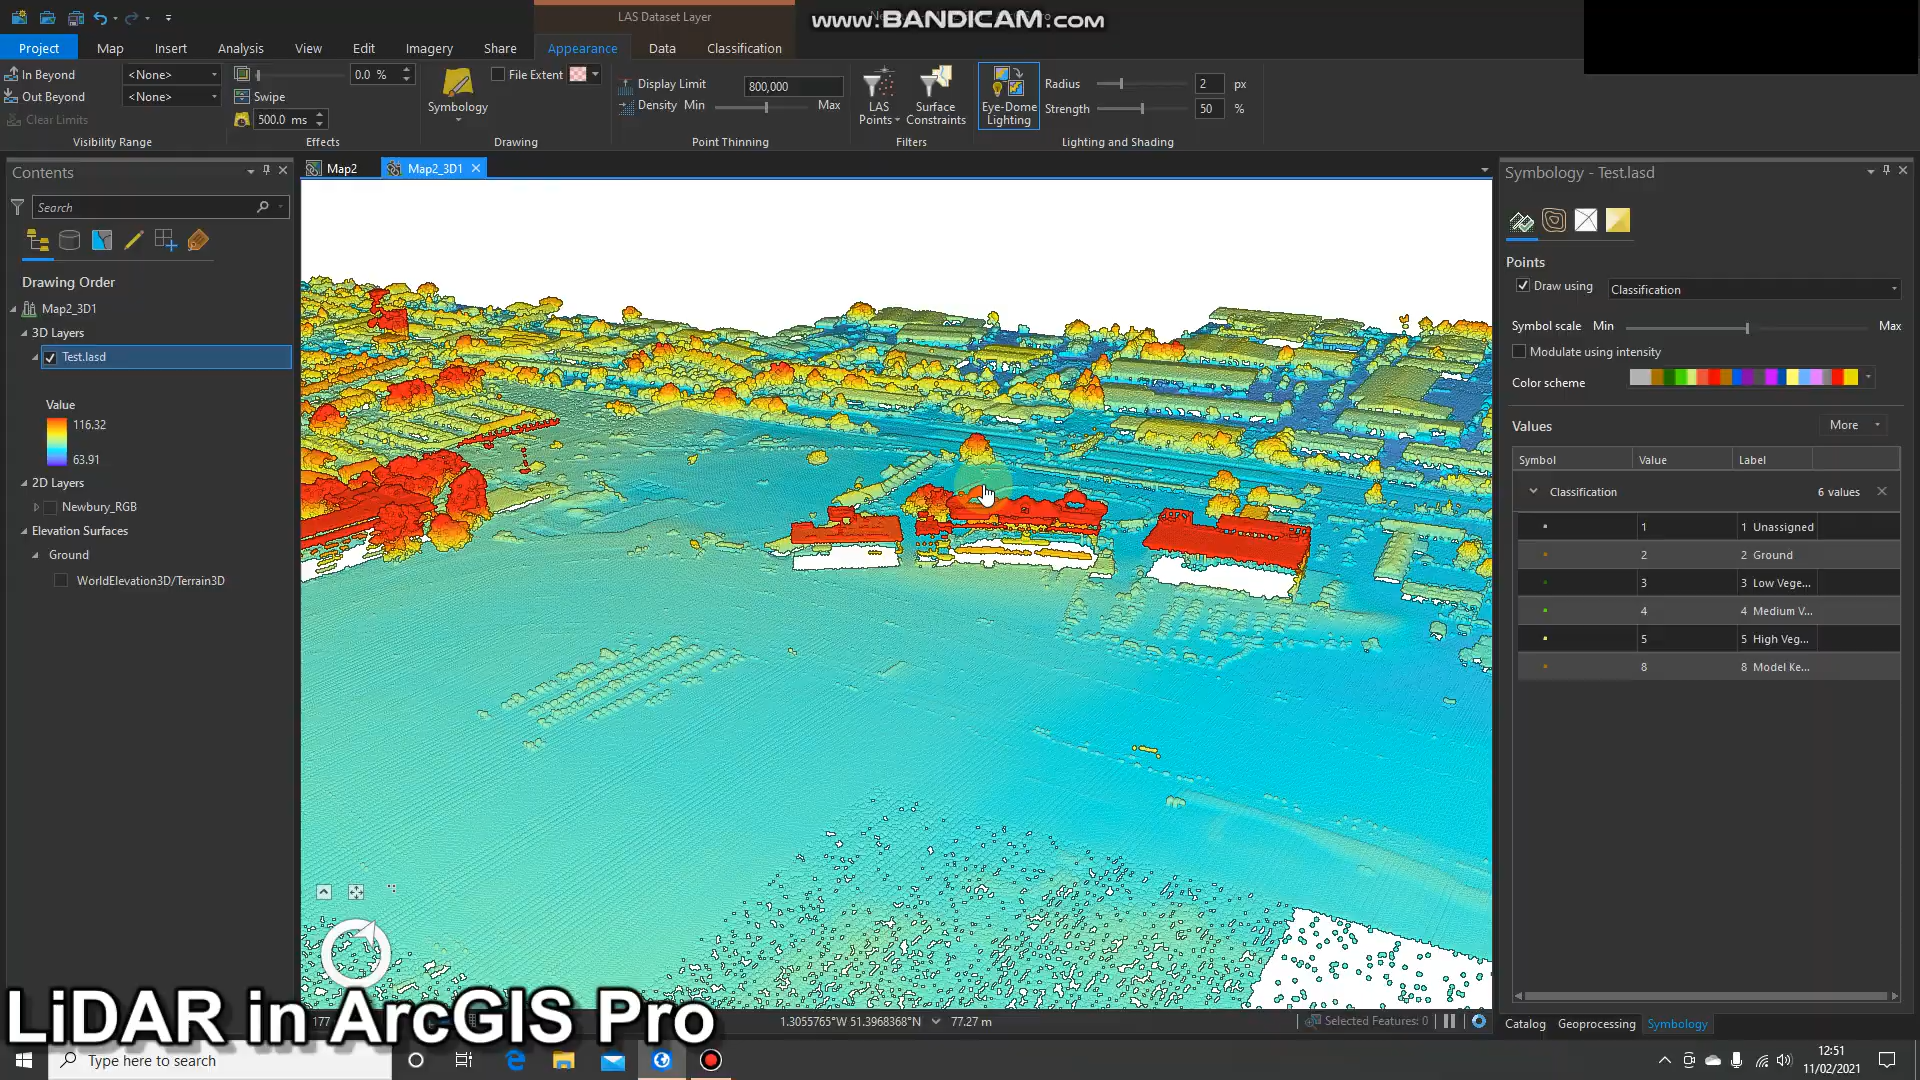 LAS Dataset Layer
www.BANDICAM.com
Project
Map
Insert
Analysis
View
Edit
Imagery
Share
Appearance
Data
Classification
In Beyond
<None>
0.0 %
Symbology
File Extent
Display Limit
800,000
LAS Points
Surface Constraints
Eye-Dome Lighting
Radius
2
px
Out Beyond
<None>
Swipe
Density
Min
Max
Strength
50
%
Clear Limits
500.0 ms
Visibility Range
Effects
Drawing
Point Thinning
Filters
Lighting and Shading
Contents
Search
Drawing Order
Map2_3D1
3D Layers
Test.lasd
Value
116.32
63.91
2D Layers
Newbury_RGB
Elevation Surfaces
Ground
WorldElevation3D/Terrain3D
Map2
Map2_3D1
Symbology - Test.lasd
Points
Draw using
Classification
Symbol scale
Min
Max
Modulate using intensity
Color scheme
Values
More
Symbol
Value
Label
Classification
6 values
1
1 Unassigned
2
2 Ground
3
3 Low Vege...
4
4 Medium V...
5
5 High Veg...
8
8 Model Ke...
LiDAR in ArcGIS Pro
177
1.3055765°W 51.3968368°N
77.27 m
Selected Features: 0
Catalog
Geoprocessing
Symbology
Type here to search
12:51
11/02/2021